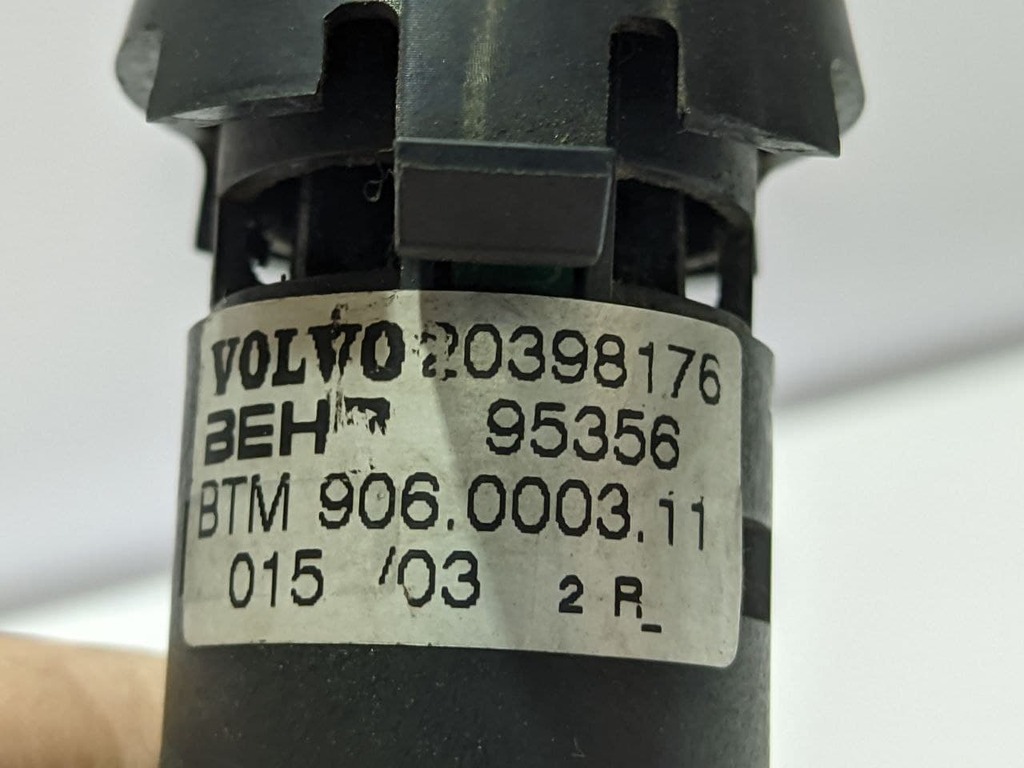 VOLVO 20398176
BEHR 95356
BTM 906.0003.11
015 /03 2 R_